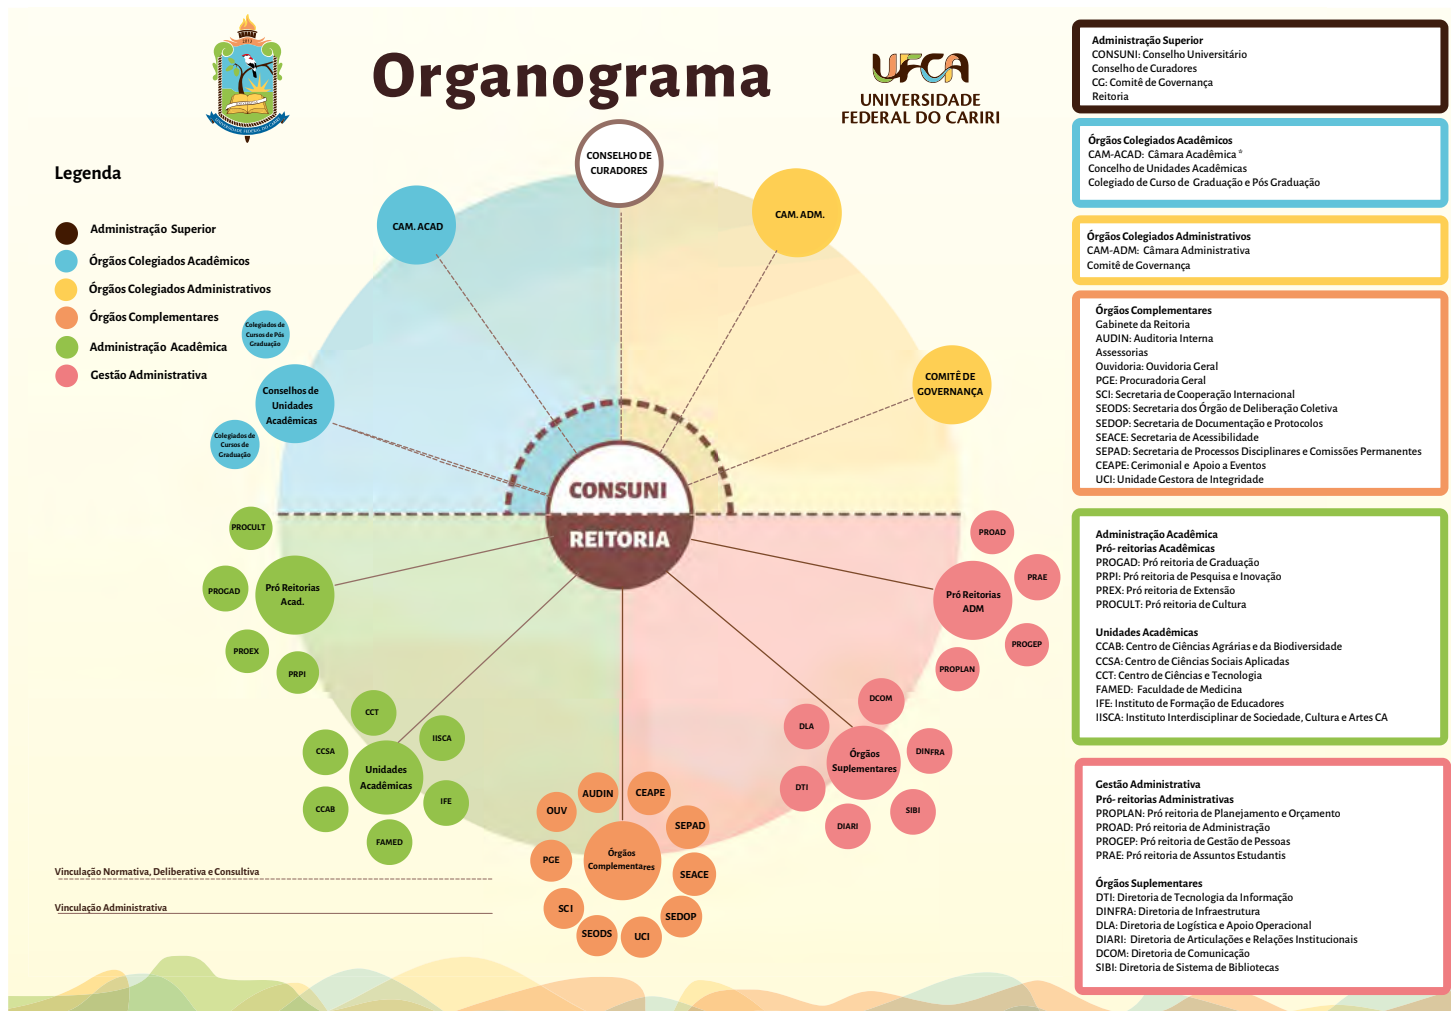 Organograma
UFCA
UNIVERSIDADE
FEDERAL DO CARIRI
Legenda
Administração Superior
Órgãos Colegiados Acadêmicos
Órgãos Colegiados Administrativos
Órgãos Complementares
Administração Acadêmica
Gestão Administrativa
CONSELHO DE
CURADORES
CAM. ACAD
CAM. ADM.
Colegiados de
Cursos de Pós
Graduação
Conselhos de
Unidades
Acadêmicas
Colegiados de
Cursos de
Graduação
COMITÊ DE
GOVERNANÇA
CONSUNI
REITORIA
PROCULT
PROGAD
Pró Reitorias
Acad.
PROEX
PRPI
PROAD
PRAE
Pró Reitorias
ADM
PROGEP
PROPLAN
CCT
IISCA
CCSA
Unidades
Acadêmicas
CCAB
IFE
FAMED
DCOM
DLA
DINFRA
Órgãos
Suplementares
DTI
SIBI
DIARI
AUDIN
CEAPE
OUV
SEPAD
PGE
Órgãos
Complementares
SEACE
SCI
SEDOP
SEODS
UCI
Vinculação Normativa, Deliberativa e Consultiva
Vinculação Administrativa
Administração Superior
CONSUNI: Conselho Universitário
Conselho de Curadores
CG: Comitê de Governança
Reitoria
Órgãos Colegiados Acadêmicos
CAM-ACAD: Câmara Acadêmica *
Concelho de Unidades Acadêmicas
Colegiado de Curso de Graduação e Pós Graduação
Órgãos Colegiados Administrativos
CAM-ADM: Câmara Administrativa
Comitê de Governança
Órgãos Complementares
Gabinete da Reitoria
AUDIN: Auditoria Interna
Assessorias
Ouvidoria: Ouvidoria Geral
PGE: Procuradoria Geral
SCI: Secretaria de Cooperação Internacional
SEODS: Secretaria dos Órgão de Deliberação Coletiva
SEDOP: Secretaria de Documentação e Protocolos
SEACE: Secretaria de Acessibilidade
SEPAD: Secretaria de Processos Disciplinares e Comissões Permanentes
CEAPE: Cerimonial e Apoio a Eventos
UCI: Unidade Gestora de Integridade
Administração Acadêmica
Pró- reitorias Acadêmicas
PROGAD: Pró reitoria de Graduação
PRPI: Pró reitoria de Pesquisa e Inovação
PREX: Pró reitoria de Extensão
PROCULT: Pró reitoria de Cultura
Unidades Acadêmicas
CCAB: Centro de Ciências Agrárias e da Biodiversidade
CCSA: Centro de Ciências Sociais Aplicadas
CCT: Centro de Ciências e Tecnologia
FAMED: Faculdade de Medicina
IFE: Instituto de Formação de Educadores
IISCA: Instituto Interdisciplinar de Sociedade, Cultura e Artes CA
Gestão Administrativa
Pró- reitorias Administrativas
PROPLAN: Pró reitoria de Planejamento e Orçamento
PROAD: Pró reitoria de Administração
PROGEP: Pró reitoria de Gestão de Pessoas
PRAE: Pró reitoria de Assuntos Estudantis
Órgãos Suplementares
DTI: Diretoria de Tecnologia da Informação
DINFRA: Diretoria de Infraestrutura
DLA: Diretoria de Logística e Apoio Operacional
DIARI: Diretoria de Articulações e Relações Institucionais
DCOM: Diretoria de Comunicação
SIBI: Diretoria de Sistema de Bibliotecas